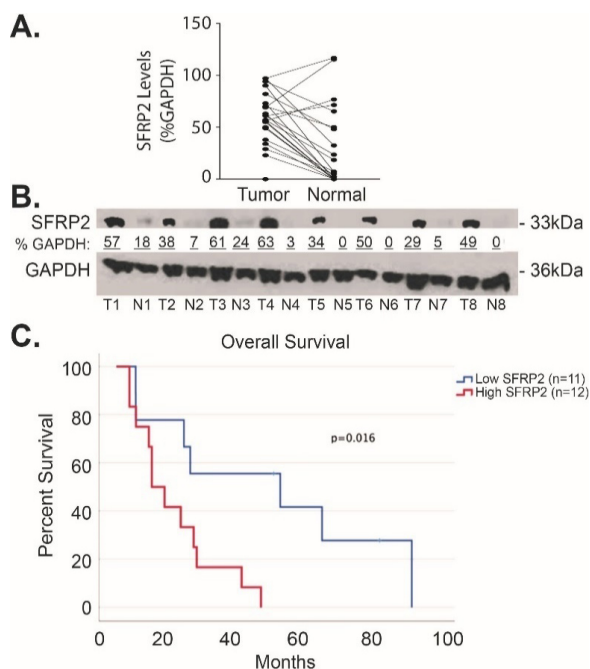 A.
150
100
50
0
SFRP2 Levels
(%GAPDH)
Tumor Normal
B.
SFRP2 - 33kDa
% GAPDH: 57 18 38 7 61 24 63 3 34 0 50 0 29 5 49 0
GAPDH - 36kDa
T1 N1 T2 N2 T3 N3 T4 N4 T5 N5 T6 N6 T7 N7 T8 N8
C.
Overall Survival
Low SFRP2 (n=11)
High SFRP2 (n=12)
p=0.016
100
80
60
40
20
0
Percent Survival
0 20 40 60 80 100
Months